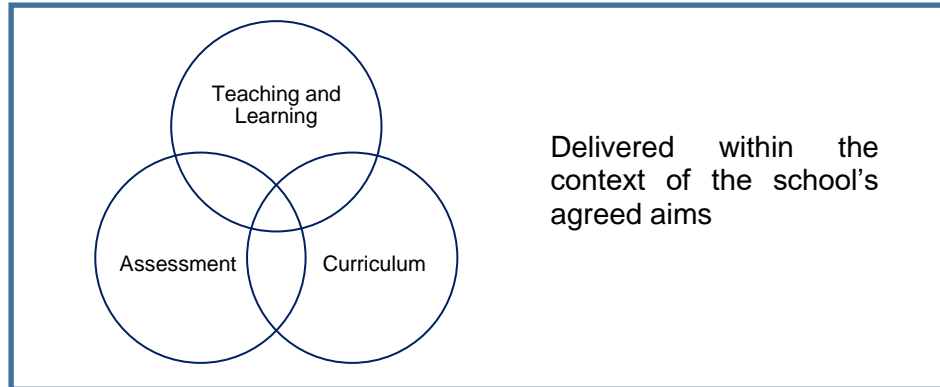 Teaching and
Learning
Delivered within the
context of the school's
agreed aims
Assessment
Curriculum